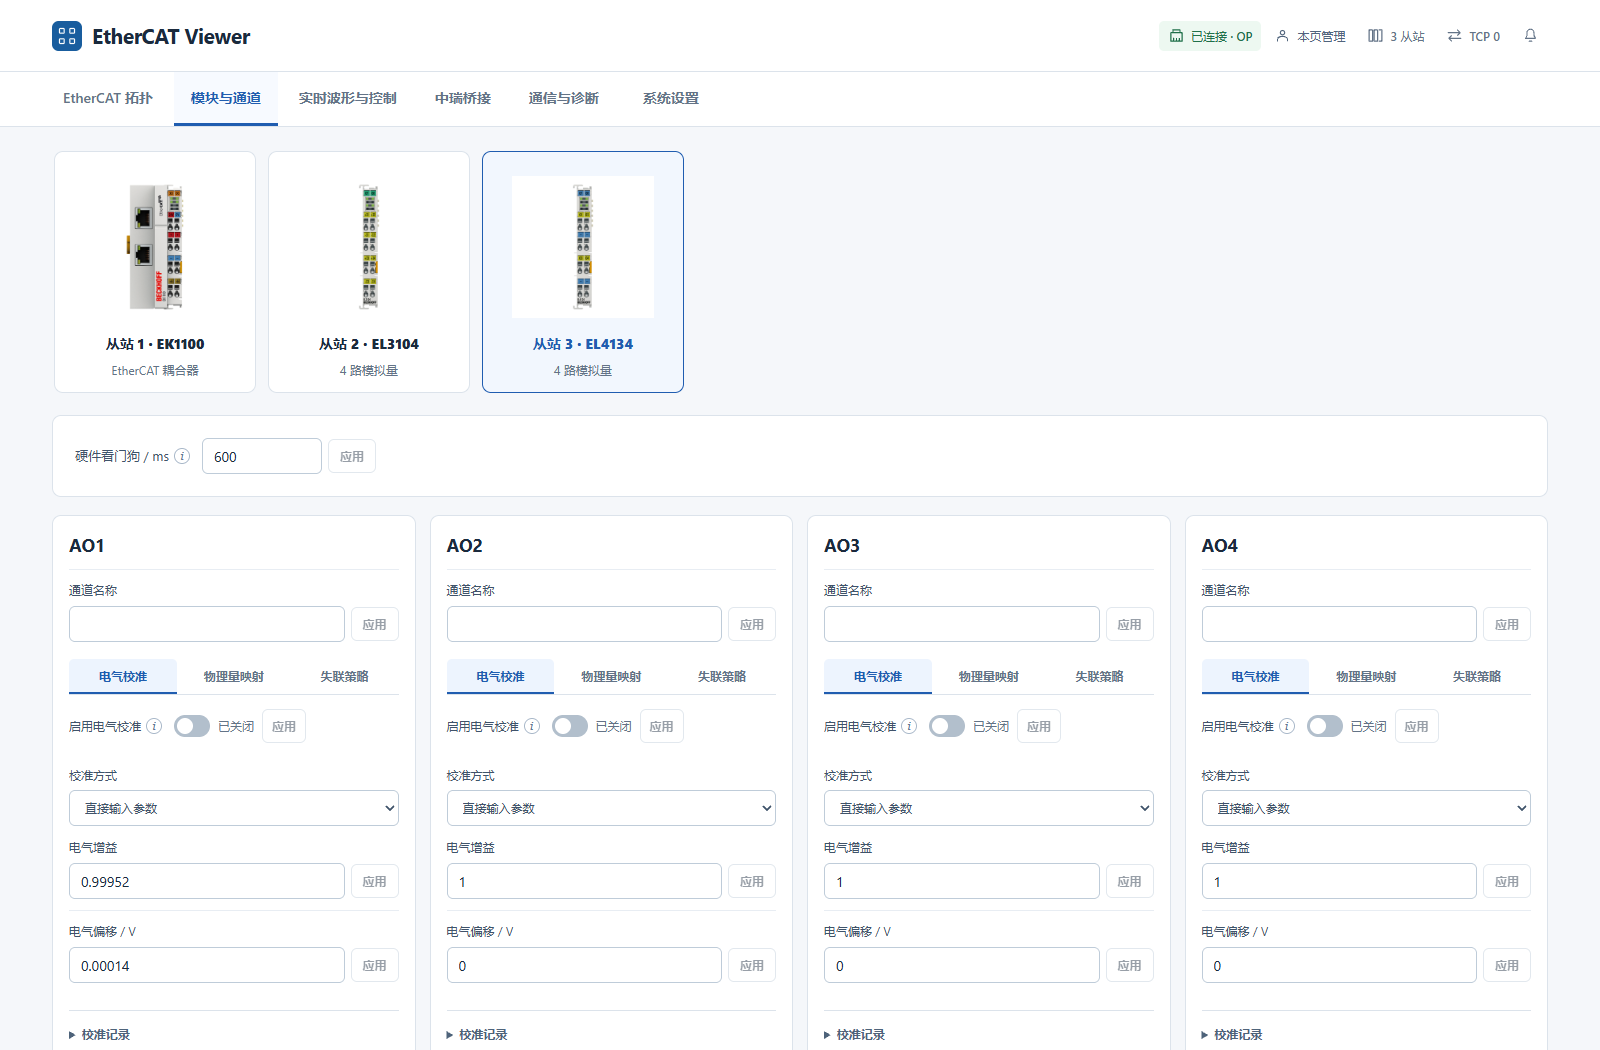 EtherCAT Viewer
已连接 · OP
本页管理
3 从站
TCP 0
EtherCAT 拓扑
模块与通道
实时波形与控制
中瑞桥接
通信与诊断
系统设置
BECKHOFF
从站 1 · EK1100
EtherCAT 耦合器
从站 2 · EL3104
4 路模拟量
从站 3 · EL4134
4 路模拟量
硬件看门狗 / ms
i
600
应用
AO1
通道名称
应用
电气校准
物理量映射
失联策略
启用电气校准
i
已关闭
应用
校准方式
直接输入参数
电气增益
0.99952
应用
电气偏移 / V
0.00014
应用
校准记录
AO2
通道名称
应用
电气校准
物理量映射
失联策略
启用电气校准
i
已关闭
应用
校准方式
直接输入参数
电气增益
1
应用
电气偏移 / V
0
应用
校准记录
AO3
通道名称
应用
电气校准
物理量映射
失联策略
启用电气校准
i
已关闭
应用
校准方式
直接输入参数
电气增益
1
应用
电气偏移 / V
0
应用
校准记录
AO4
通道名称
应用
电气校准
物理量映射
失联策略
启用电气校准
i
已关闭
应用
校准方式
直接输入参数
电气增益
1
应用
电气偏移 / V
0
应用
校准记录